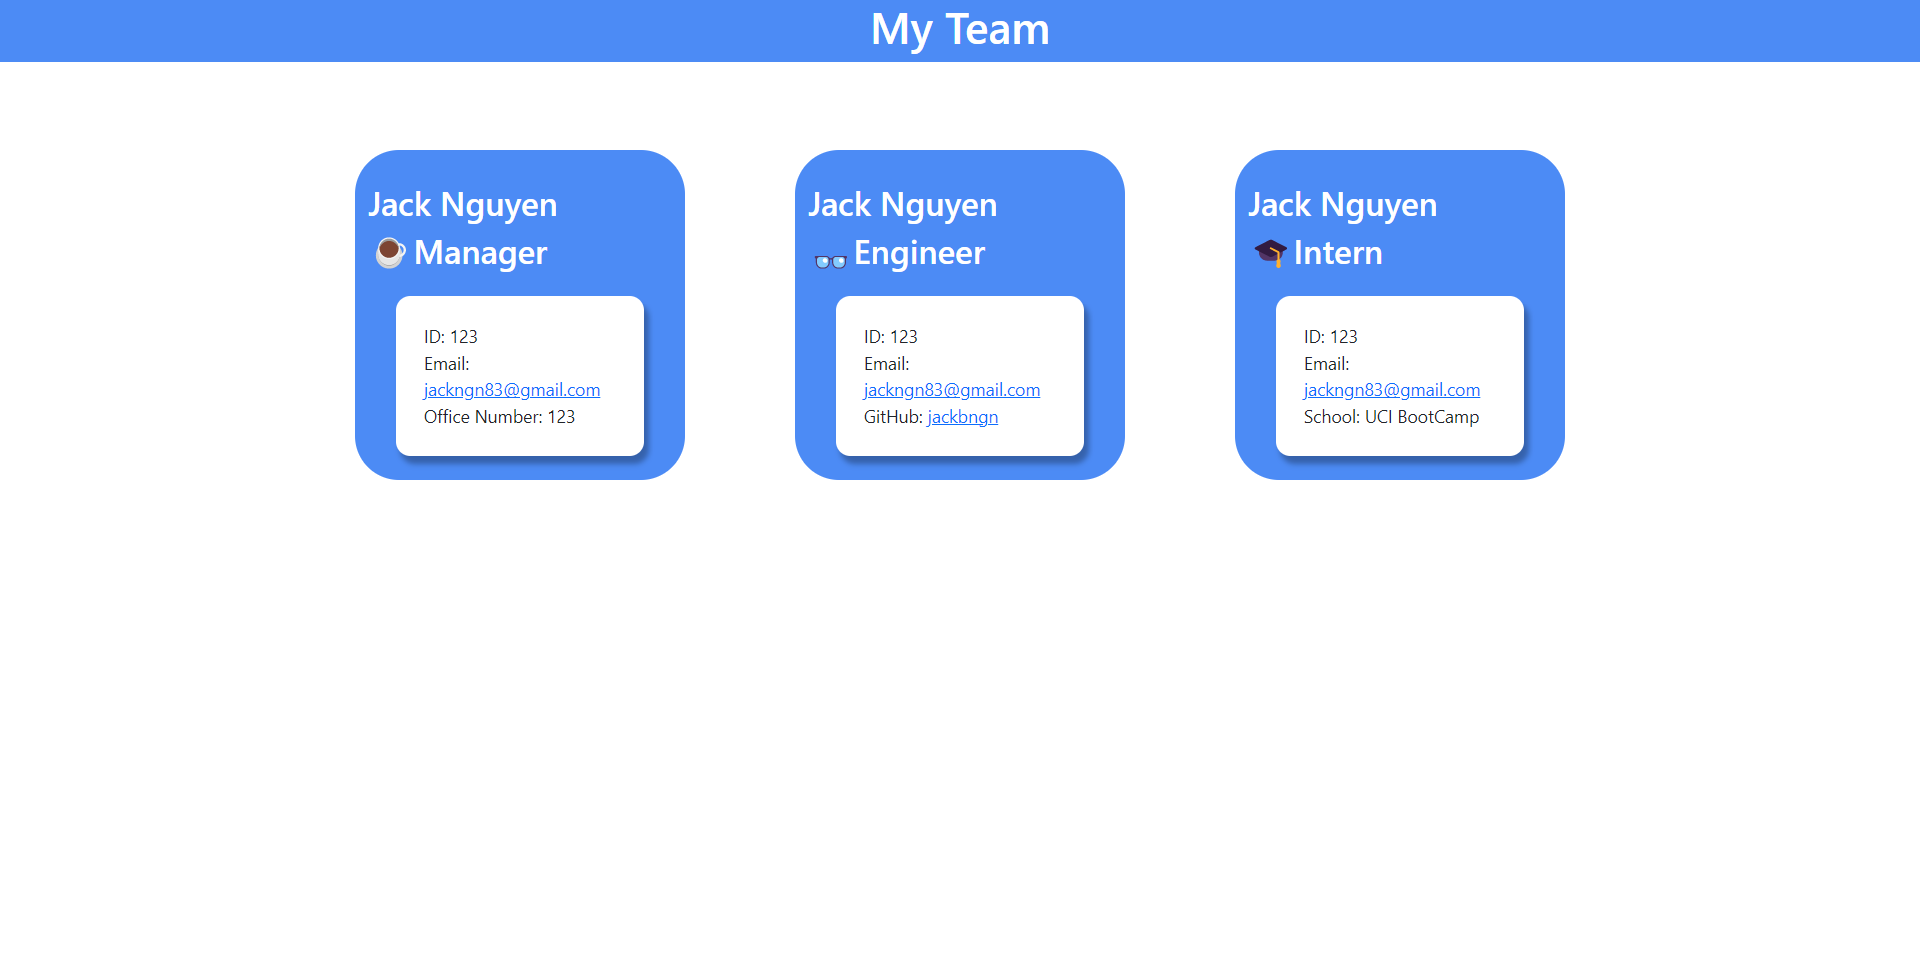 My Team
Jack Nguyen
Manager
ID: 123
Email:
jackngn83@gmail.com
Office Number: 123
Jack Nguyen
Engineer
ID: 123
Email:
jackngn83@gmail.com
GitHub: jackbngn
Jack Nguyen
Intern
ID: 123
Email:
jackngn83@gmail.com
School: UCI BootCamp